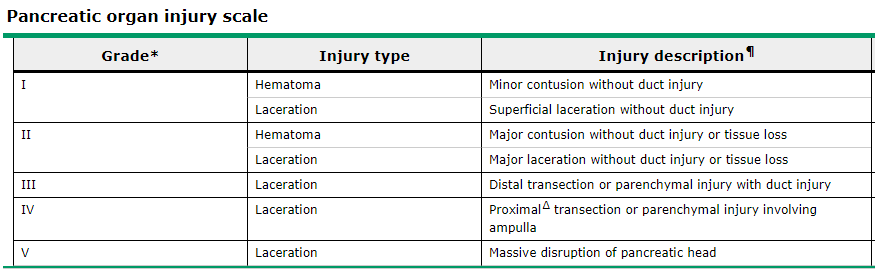 Pancreatic organ injury scale
Grade* Injury type Injury description¶
I Hematoma Minor contusion without duct injury
Laceration Superficial laceration without duct injury
II Hematoma Major contusion without duct injury or tissue loss
Laceration Major laceration without duct injury or tissue loss
III Laceration Distal transection or parenchymal injury with duct injury
IV Laceration ProximalΔ transection or parenchymal injury involving
ampulla
V Laceration Massive disruption of pancreatic head